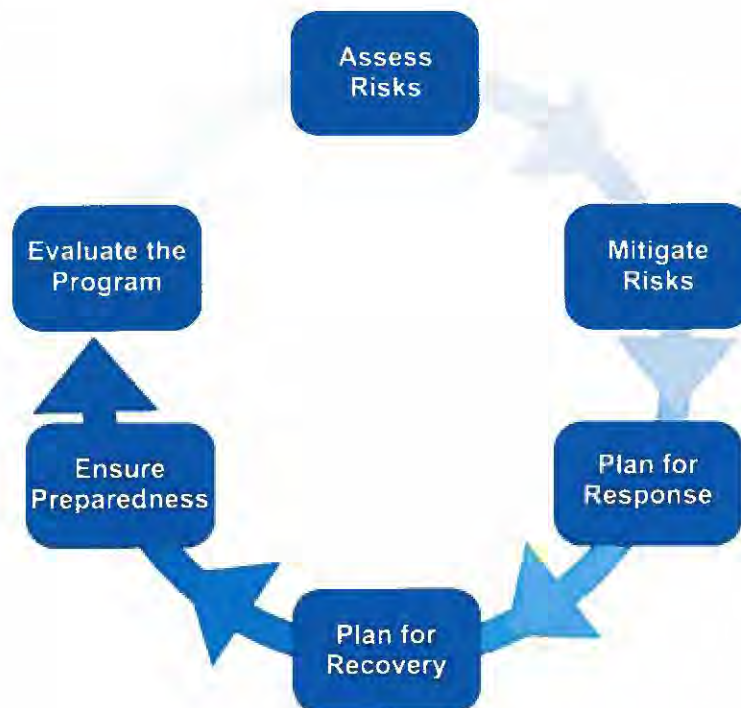 Assess
Risks
Mitigate
Risks
Plan for
Response
Plan for
Recovery
Ensure
Preparedness
Evaluate the
Program